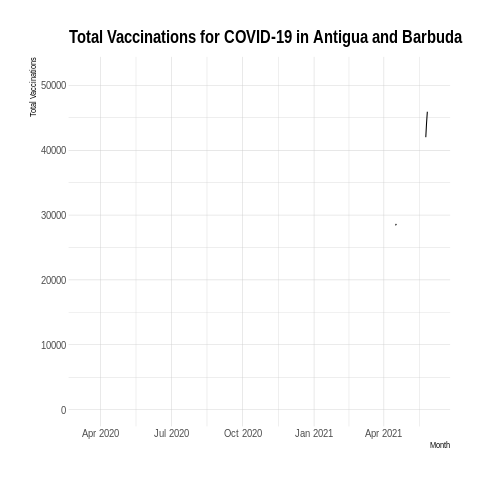 Total Vaccinations for COVID-19 in Antigua and Barbuda
Total Vaccinations
50000
40000
30000
20000
10000
0
Apr 2020 Jul 2020 Oct 2020 Jan 2021 Apr 2021
Month